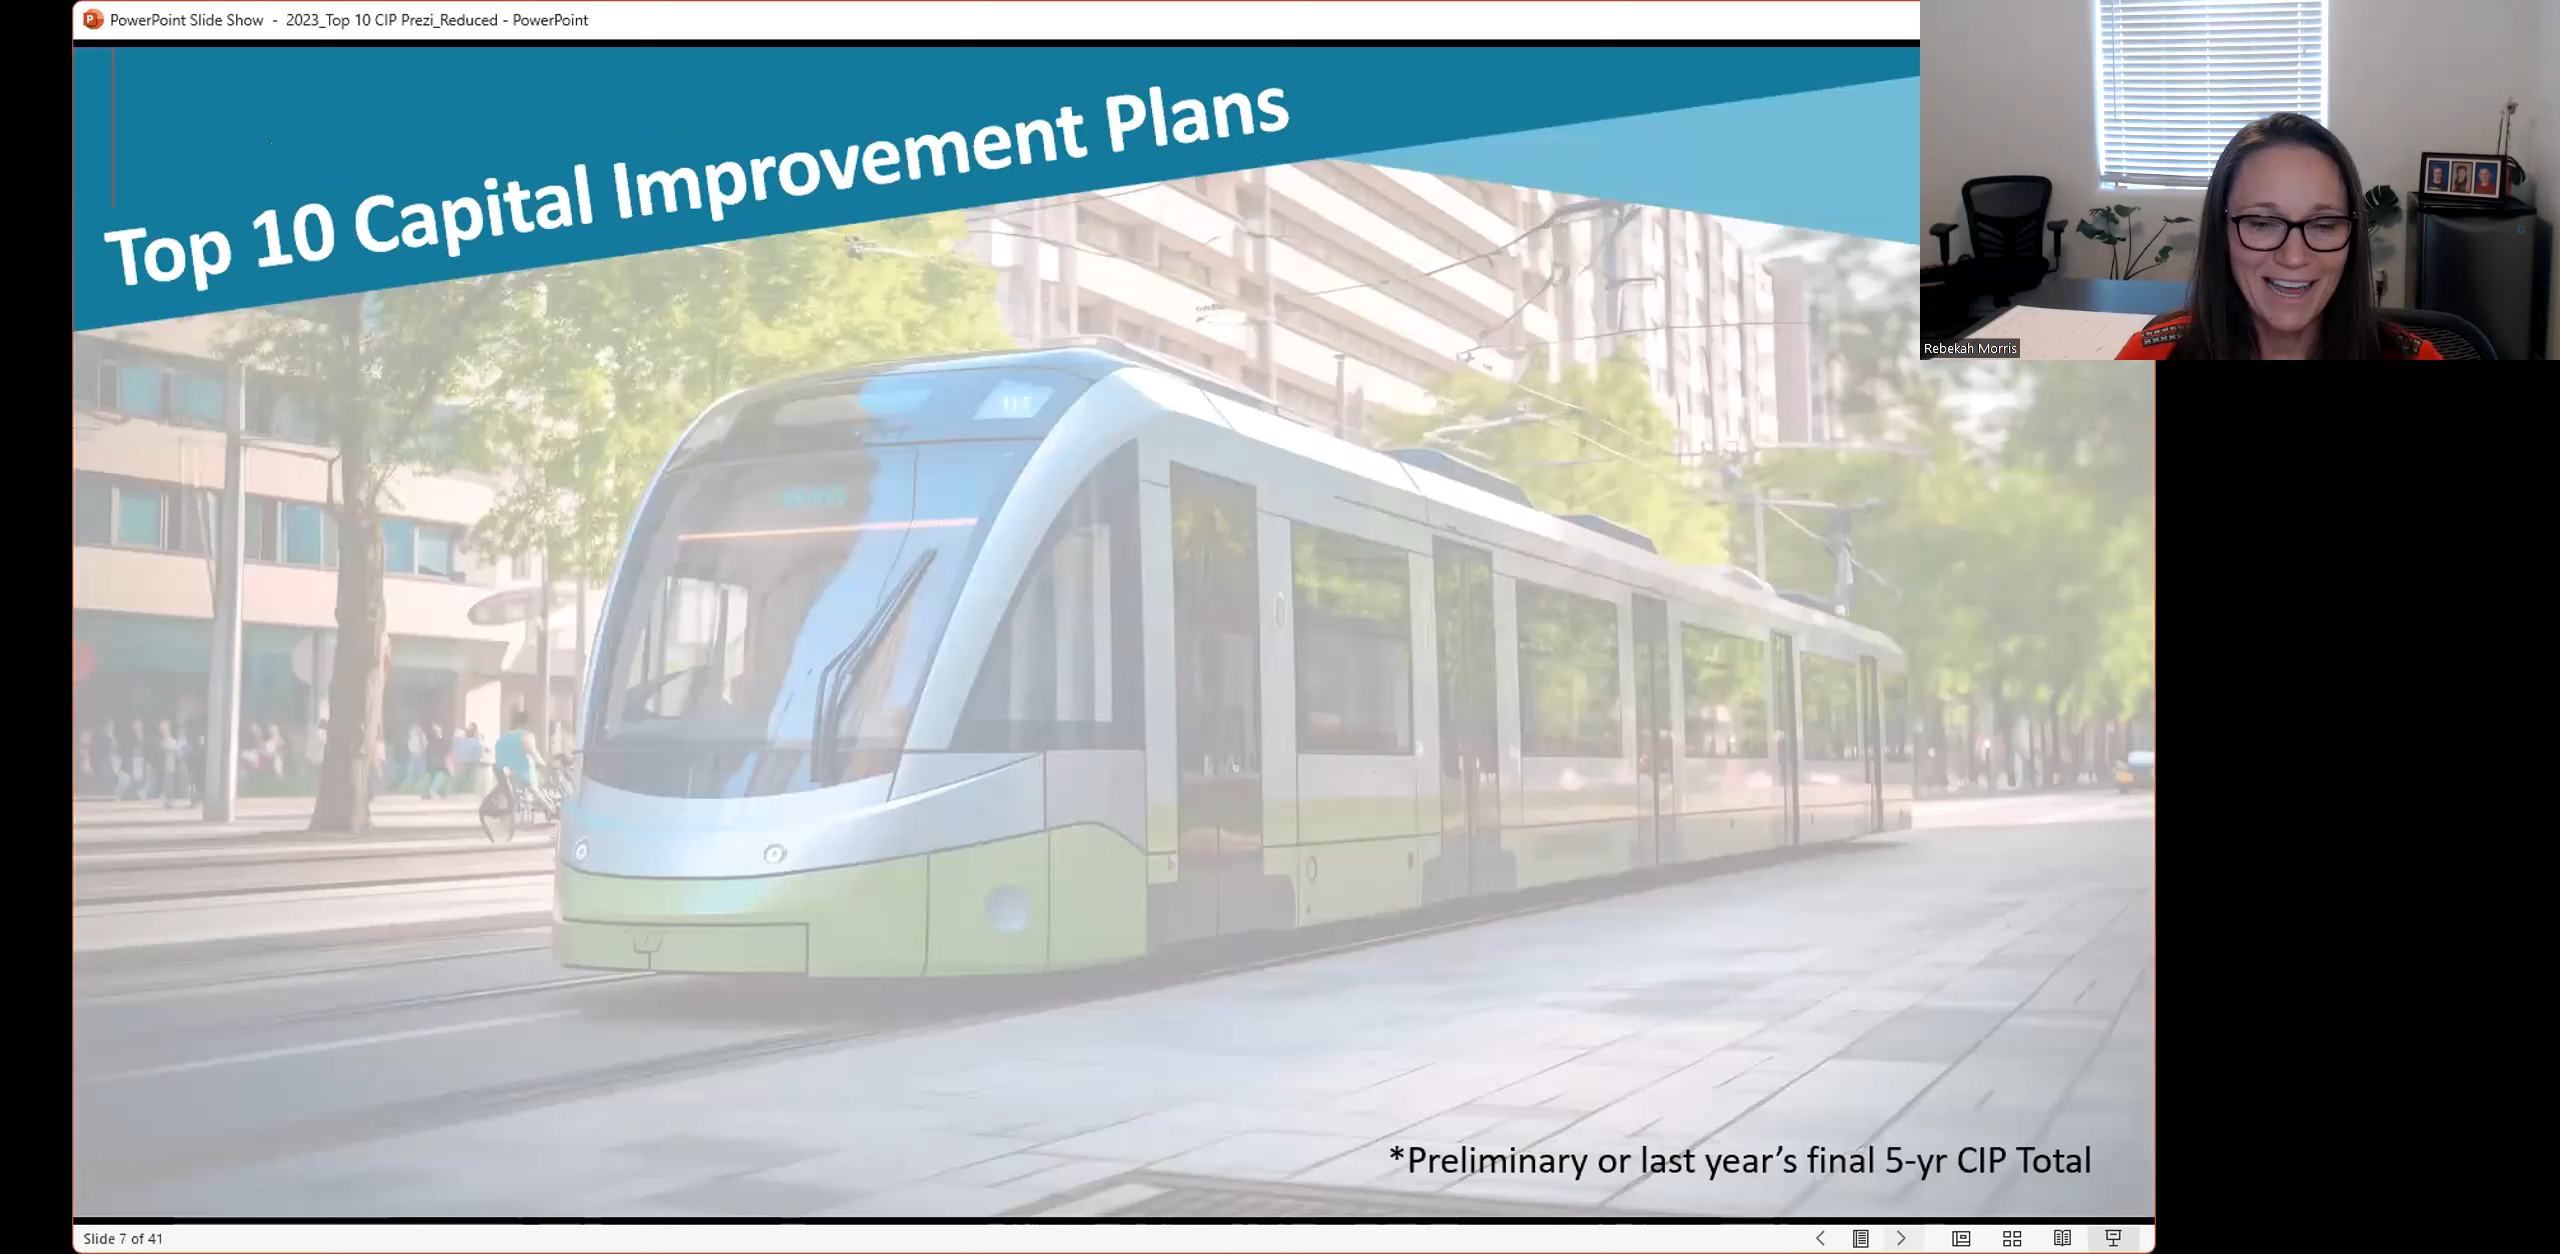 PowerPoint Slide Show - 2023_Top 10 CIP Prezi_Reduced - PowerPoint
Top 10 Capital Improvement Plans
Rebekah Morris
*Preliminary or last year’s final 5-yr CIP Total
Slide 7 of 41